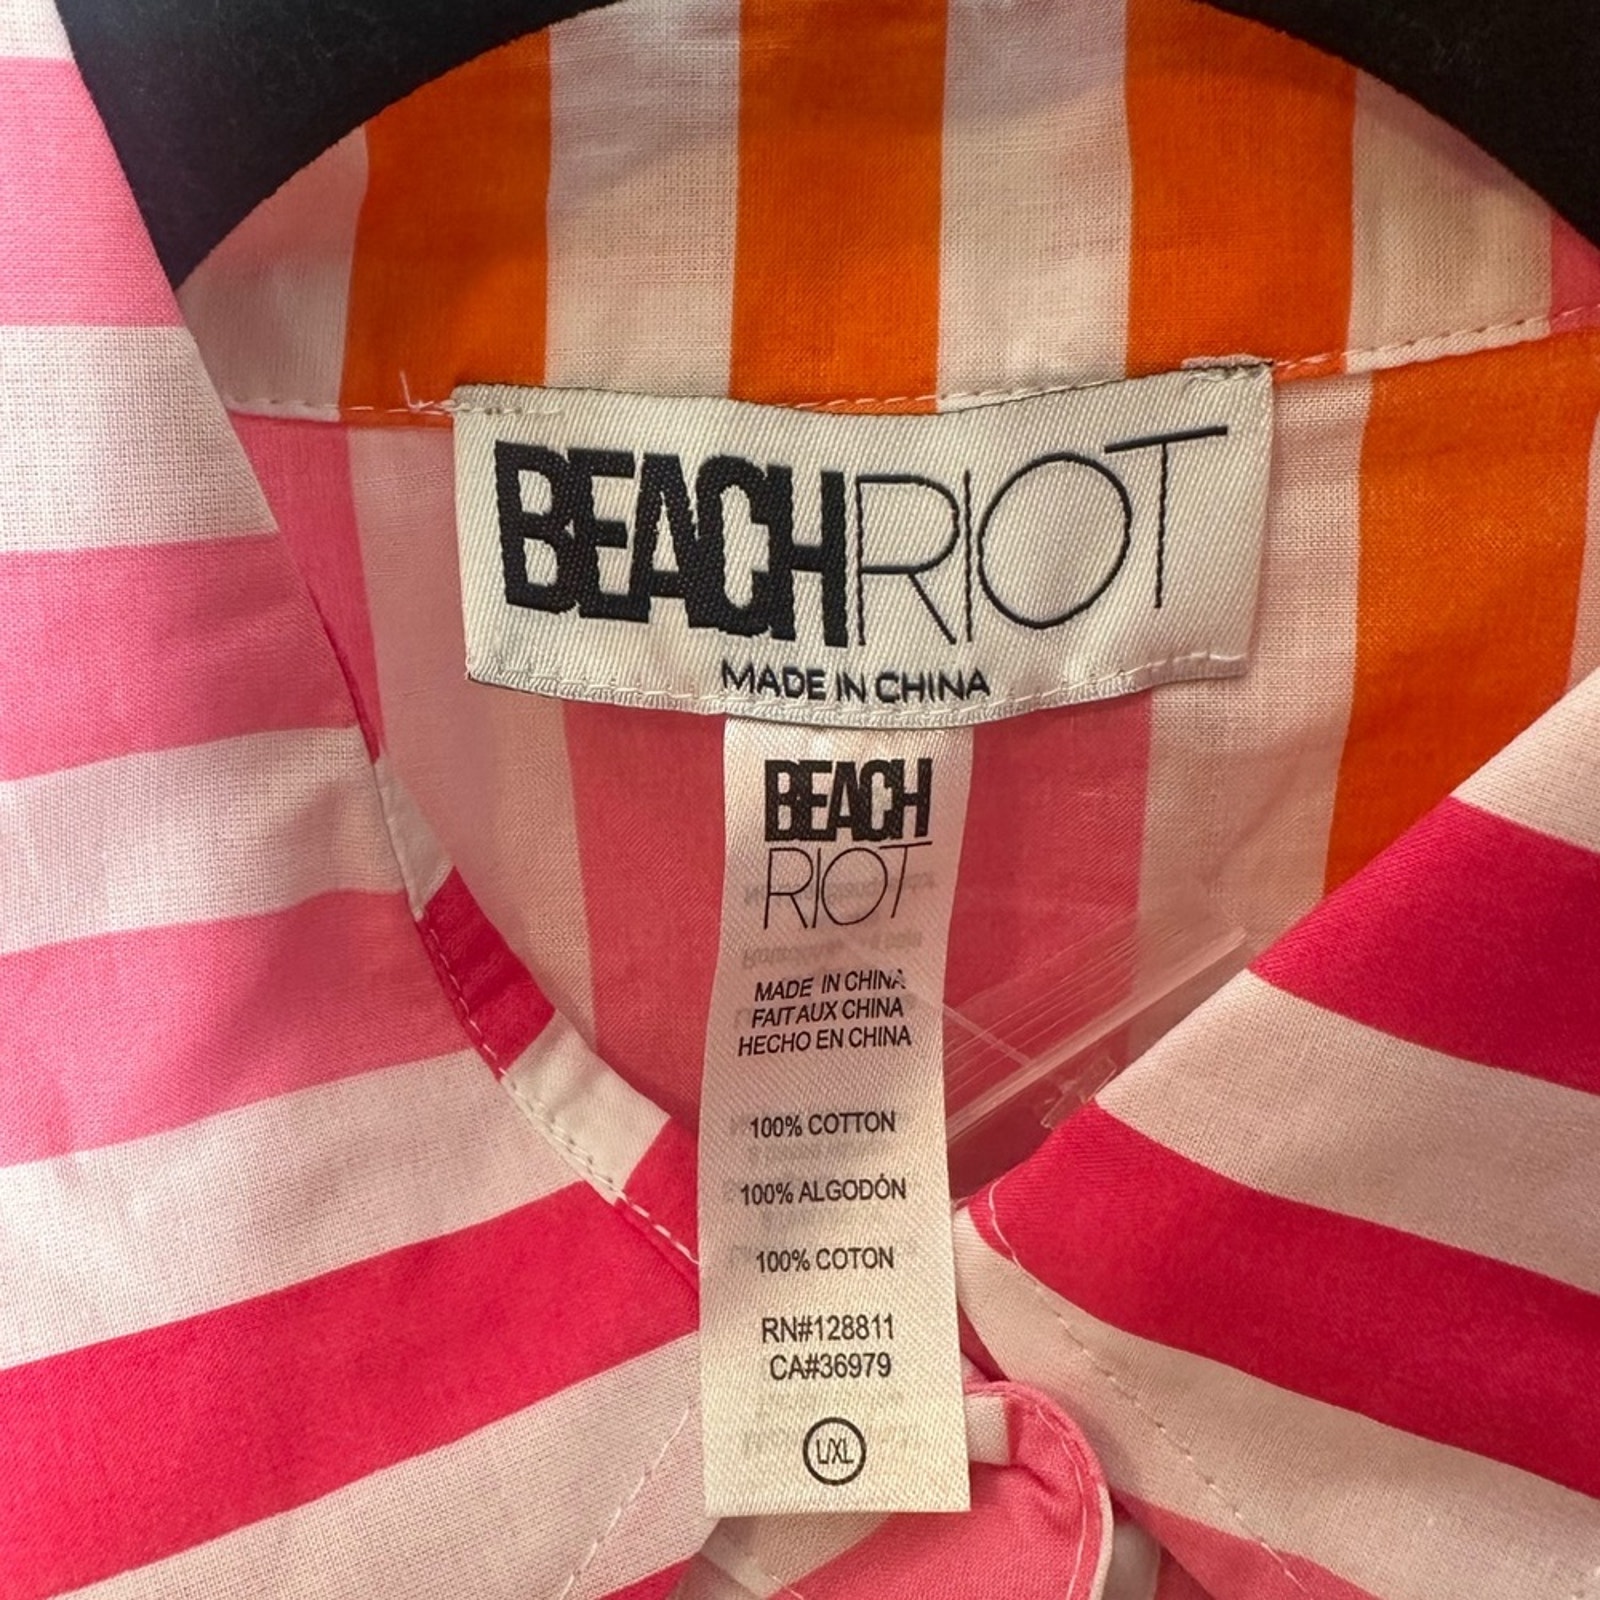 BEACHRIOT
MADE IN CHINA
BEACH
RIOT
MADE IN CHINA
FAIT AUX CHINA
HECHO EN CHINA
100% COTTON
100% ALGODÓN
100% COTON
RN#128811
CA#36979
L/XL